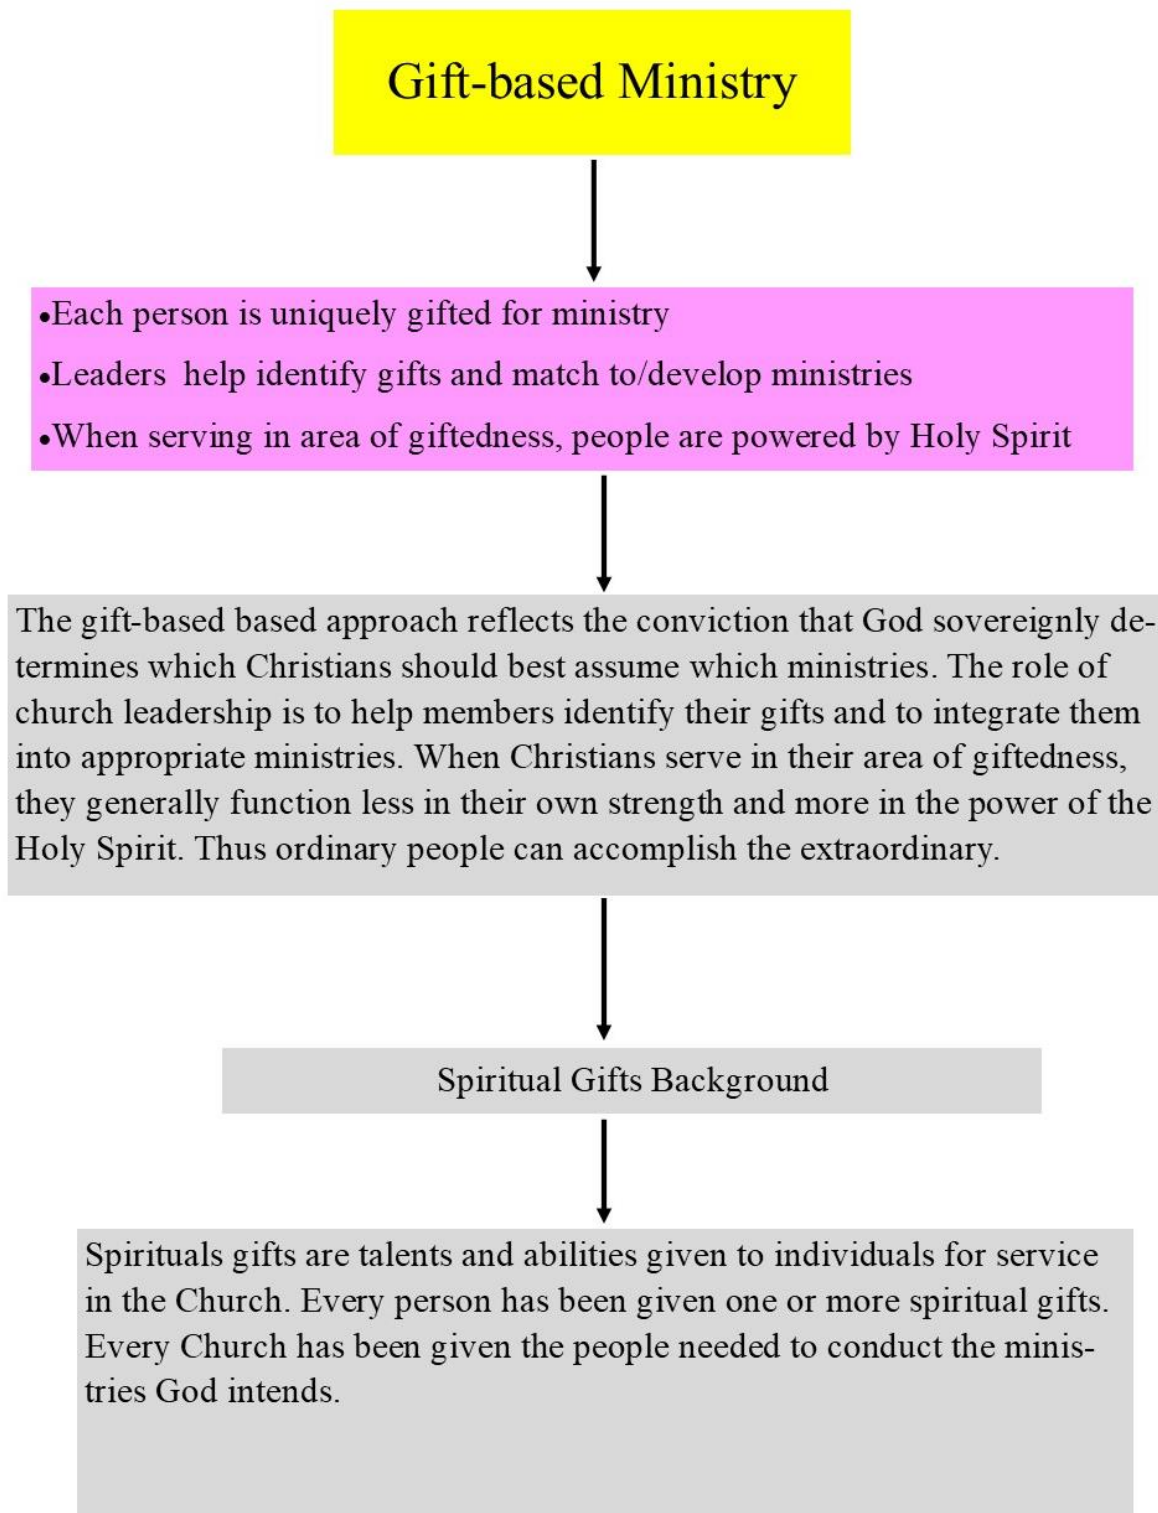 Gift-based Ministry
•Each person is uniquely gifted for ministry
•Leaders  help identify gifts and match to/develop ministries
•When serving in area of giftedness, people are powered by Holy Spirit
The gift-based based approach reflects the conviction that God sovereignly de-
termines which Christians should best assume which ministries. The role of
church leadership is to help members identify their gifts and to integrate them
into appropriate ministries. When Christians serve in their area of giftedness,
they generally function less in their own strength and more in the power of the
Holy Spirit. Thus ordinary people can accomplish the extraordinary.
Spiritual Gifts Background
Spirituals gifts are talents and abilities given to individuals for service
in the Church. Every person has been given one or more spiritual gifts.
Every Church has been given the people needed to conduct the minis-
tries God intends.